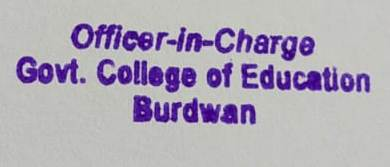 Officer-in-Charge
Govt. College of Education
Burdwan